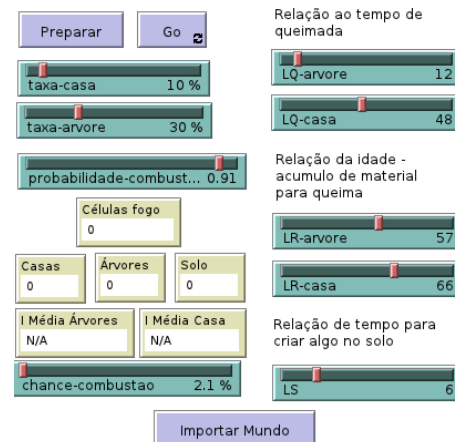 Preparar
Go
taxa-casa 10 %
taxa-arvore 30 %
probabilidade-combust... 0.91
Células fogo
0
Casas
0
Árvores
0
Solo
0
I Média Árvores
N/A
I Média Casa
N/A
chance-combustao 2.1 %
Relação ao tempo de
queimada
LQ-arvore 12
LQ-casa 48
Relação da idade -
acumulo de material
para queima
LR-arvore 57
LR-casa 66
Relação de tempo para
criar algo no solo
LS 6
Importar Mundo